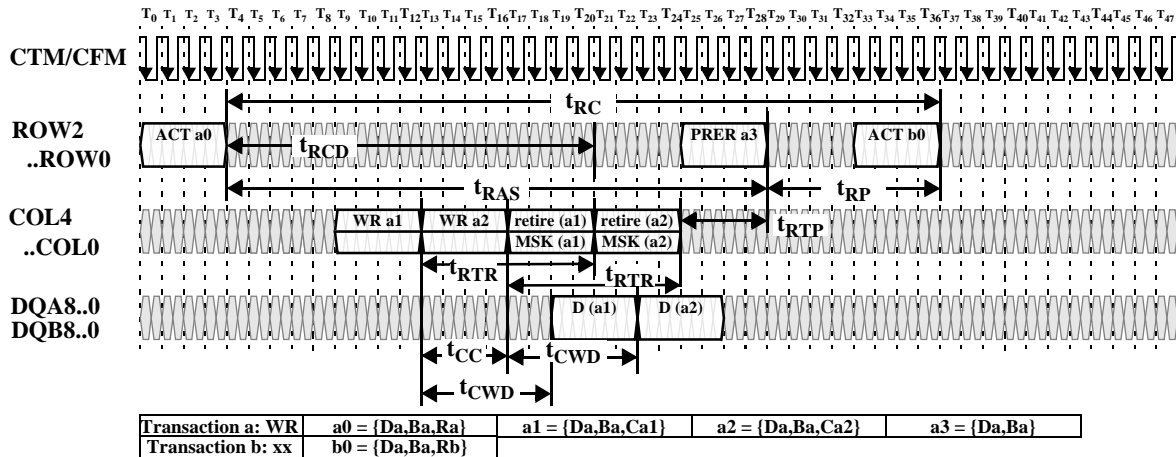 T0 T1 T2 T3 T4 T5 T6 T7 T8 T9 T10 T11 T12 T13 T14 T15 T16 T17 T18 T19 T20 T21 T22 T23 T24 T25 T26 T27 T28 T29 T30 T31 T32 T33 T34 T35 T36 T37 T38 T39 T40 T41 T42 T43 T44 T45 T46 T47
CTM/CFM
tRC
ROW2
..ROW0
ACT a0
PRER a3
ACT b0
tRCD
tRAS
tRP
COL4
..COL0
WR a1
WR a2
retire (a1)
retire (a2)
MSK (a1)
MSK (a2)
tRTP
tRTR
tRTR
DQA8..0
DQB8..0
D (a1)
D (a2)
tCC
tCWD
tCWD
Transaction a: WR a0 = {Da,Ba,Ra} a1 = {Da,Ba,Ca1} a2 = {Da,Ba,Ca2} a3 = {Da,Ba}
Transaction b: xx b0 = {Da,Ba,Rb}